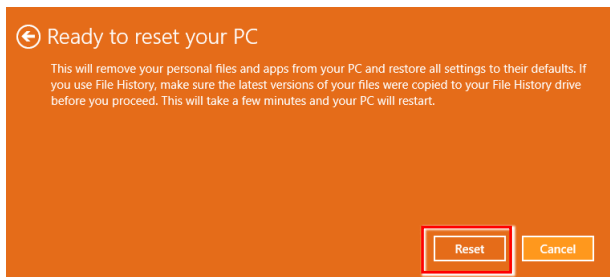 Ready to reset your PC
This will remove your personal files and apps from your PC and restore all settings to their defaults. If
you use File History, make sure the latest versions of your files were copied to your File History drive
before you proceed. This will take a few minutes and your PC will restart.
Reset Cancel